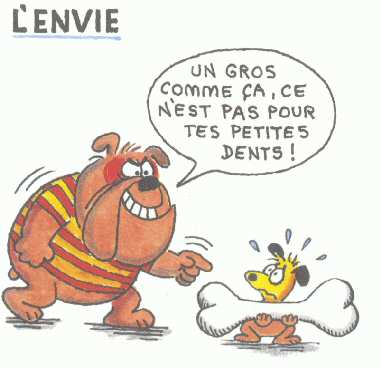 L'ENVIE
UN GROS
COMME ÇA, CE
N'EST PAS POUR
TES PETITES
DENTS !